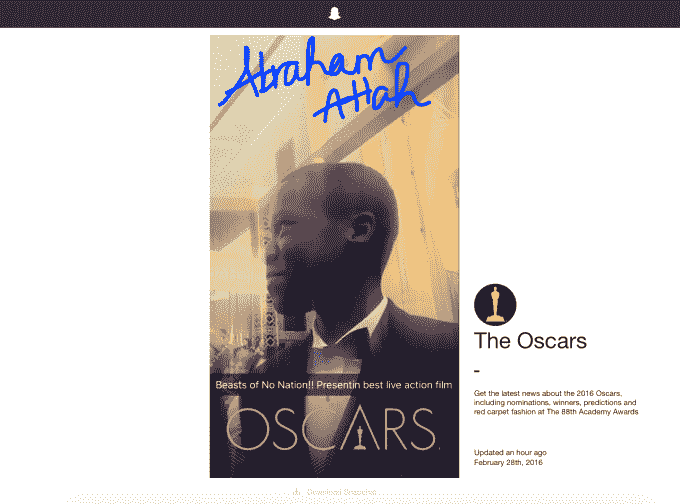 Abraham
Attah
Beasts of No Nation!! Presentin best live action film
OSCARS.
The Oscars
-
Get the latest news about the 2016 Oscars,
including nominations, winners, predictions and
red carpet fashion at The 88th Academy Awards
Updated an hour ago
February 28th, 2016
Download Snapchat